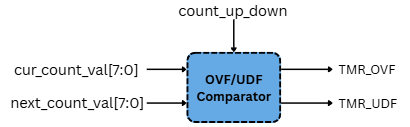 count_up_down
cur_count_val[7:0]
OVF/UDF
Comparator
TMR_OVF
next_count_val[7:0]
TMR_UDF